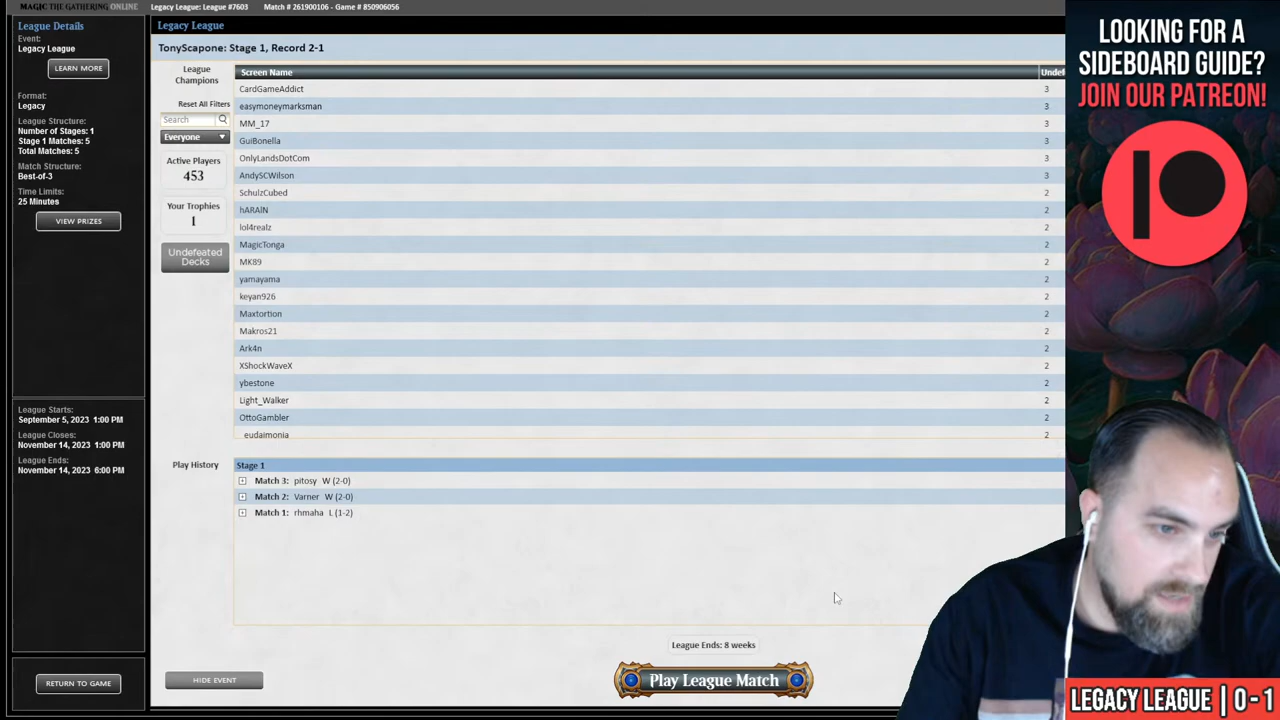 MAGIC THE GATHERING ONLINE
Legacy League: League #7603
Match # 261900106 - Game # 850906056
League Details
Event:
Legacy League
LEARN MORE
Format:
Legacy
League Structure:
Number of Stages: 1
Stage 1 Matches: 5
Total Matches: 5
Match Structure:
Best-of-3
Time Limits:
25 Minutes
VIEW PRIZES
League Starts:
September 5, 2023 1:00 PM
League Closes:
November 14, 2023 1:00 PM
League Ends:
November 14, 2023 6:00 PM
RETURN TO GAME
Legacy League
TonyScapone: Stage 1, Record 2-1
League
Champions
Reset All Filters
Search
Everyone
Active Players
453
Your Trophies
1
Undefeated
Decks
Screen Name Undef
CardGameAddict 3
easymoneymarksman 3
MM_17 3
GuiBonella 3
OnlyLandsDotCom 3
AndySCWilson 3
SchulzCubed 2
hARAlN 2
lol4realz 2
MagicTonga 2
MK89 2
yamayama 2
keyan926 2
Maxtortion 2
Makros21 2
Ark4n 2
XShockWaveX 2
ybestone 2
Light_Walker 2
OttoGambler 2
_eudaimonia 2
Play History
Stage 1
Match 3: pitosy W (2-0)
Match 2: Varner W (2-0)
Match 1: rhmaha L (1-2)
League Ends: 8 weeks
HIDE EVENT
Play League Match
LOOKING FOR A
SIDEBOARD GUIDE?
JOIN OUR PATREON!
LEGACY LEAGUE | 0-1